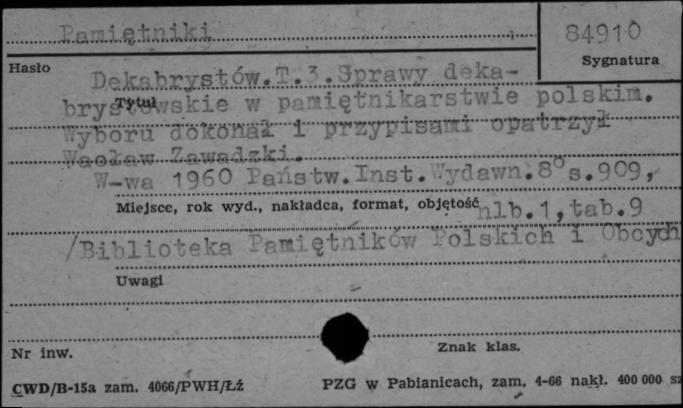 Pamiętniki
84910
Hasło
Sygnatura
Dekabrystów.T.3.Sprawy deka-
Tytuł
brystowskie w pamiętnikarstwie polskim.
Wyboru dokonał i przypisami opatrzył
Wacław Zawadzki.
W-wa 1960 Państw.Inst.Wydawn.8° s.909,
Miejsce, rok wyd., nakładca, format, objętość
nlb.1,tab.9
/Biblioteka Pamiętników Polskich i Obcych
Uwagi
Nr inw.
Znak klas.
CWD/B-15a zam. 4066/PWH/Łź
PZG w Pabianicach, zam. 4-66 nakł. 400 000 sz